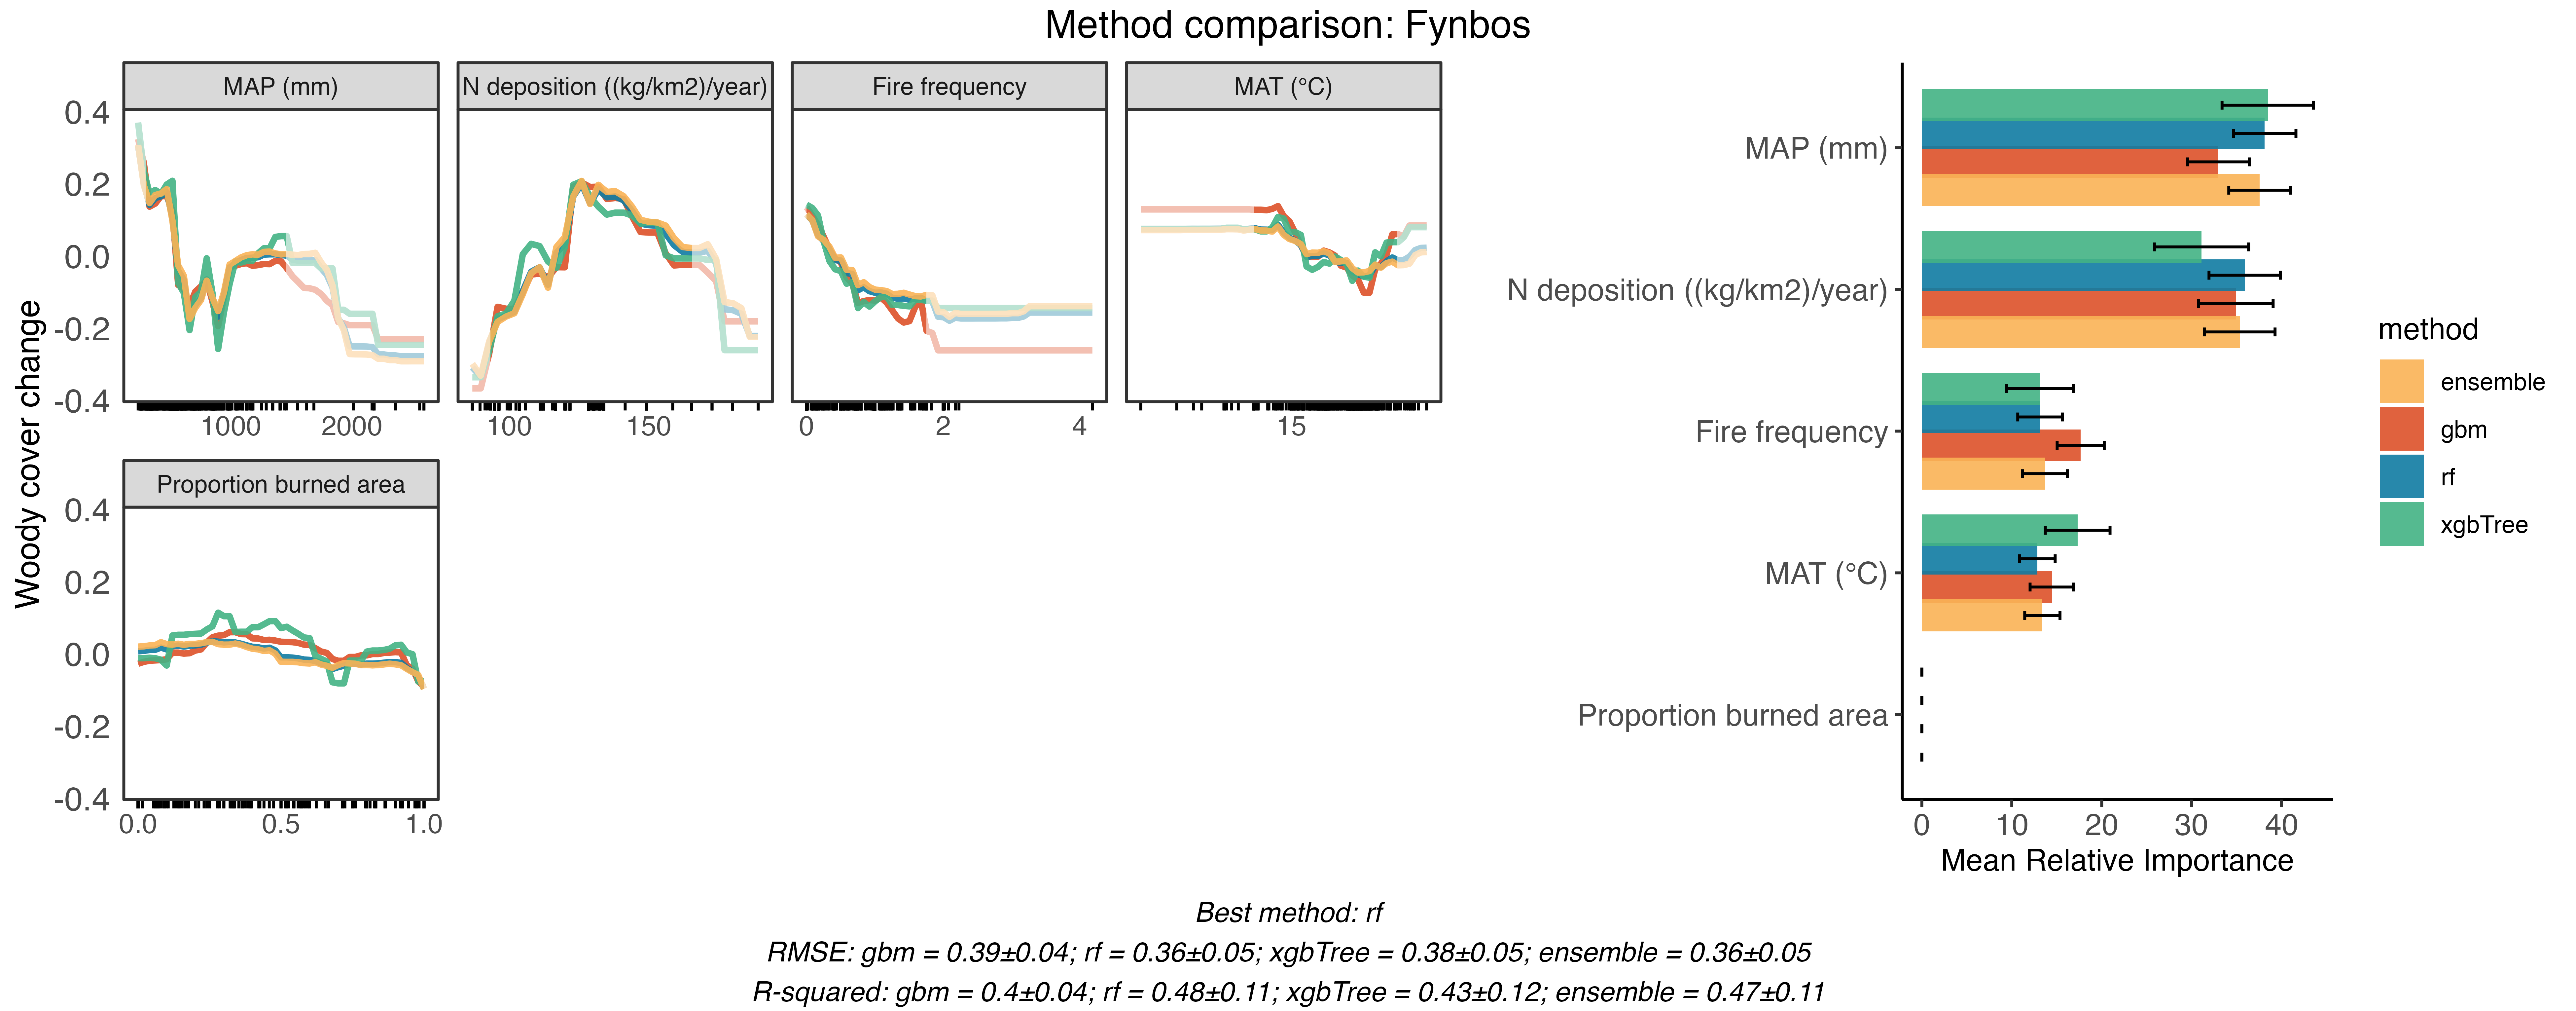 Method comparison: Fynbos
MAP (mm)
N deposition ((kg/km2)/year)
Fire frequency
MAT (°C)
Woody cover change
0.4
0.2
0.0
-0.2
-0.4
1000 2000
100 150
0 2 4
15
Proportion burned area
0.4
0.2
0.0
-0.2
-0.4
0.0 0.5 1.0
MAP (mm)
N deposition ((kg/km2)/year)
Fire frequency
MAT (°C)
Proportion burned area
0 10 20 30 40
Mean Relative Importance
method
ensemble
gbm
rf
xgbTree
Best method: rf
RMSE: gbm = 0.39±0.04; rf = 0.36±0.05; xgbTree = 0.38±0.05; ensemble = 0.36±0.05
R-squared: gbm = 0.4±0.04; rf = 0.48±0.11; xgbTree = 0.43±0.12; ensemble = 0.47±0.11